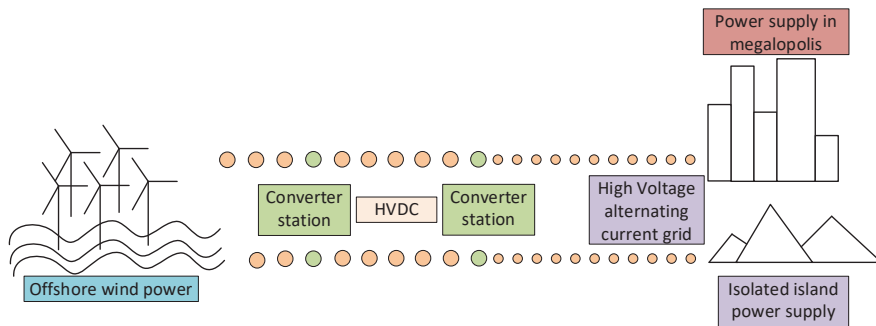 Power supply in
megalopolis
Converter
station
HVDC
Converter
station
High Voltage
alternating
current grid
Offshore wind power
Isolated island
power supply